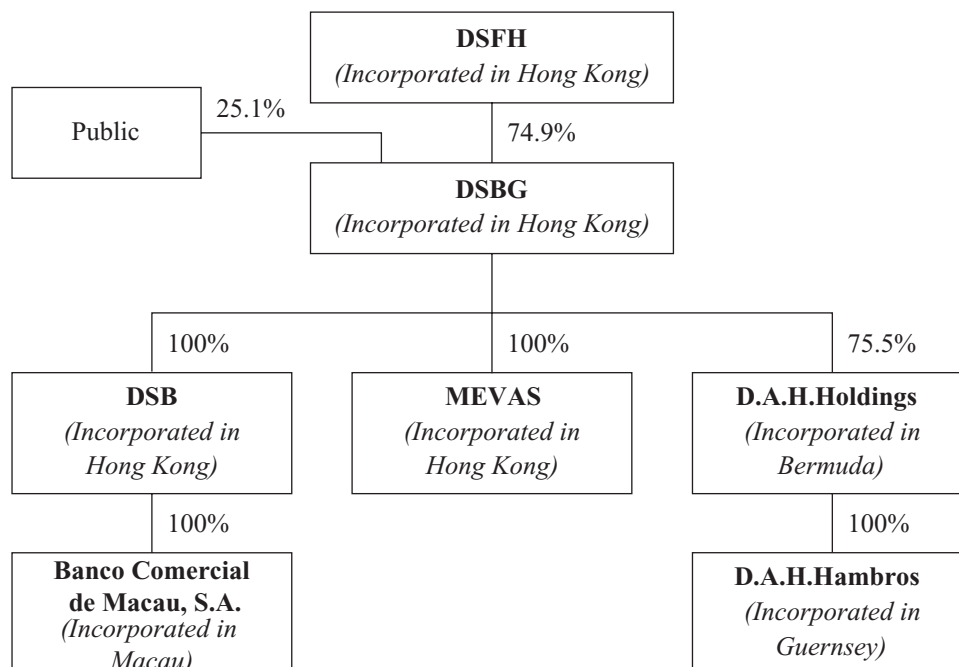 DSFH
(Incorporated in Hong Kong)
Public
25.1%
74.9%
DSBG
(Incorporated in Hong Kong)
100%
100%
75.5%
DSB
(Incorporated in
Hong Kong)
MEVAS
(Incorporated in
Hong Kong)
D.A.H.Holdings
(Incorporated in
Bermuda)
100%
100%
Banco Comercial
de Macau, S.A.
(Incorporated in
Macau)
D.A.H.Hambros
(Incorporated in
Guernsey)